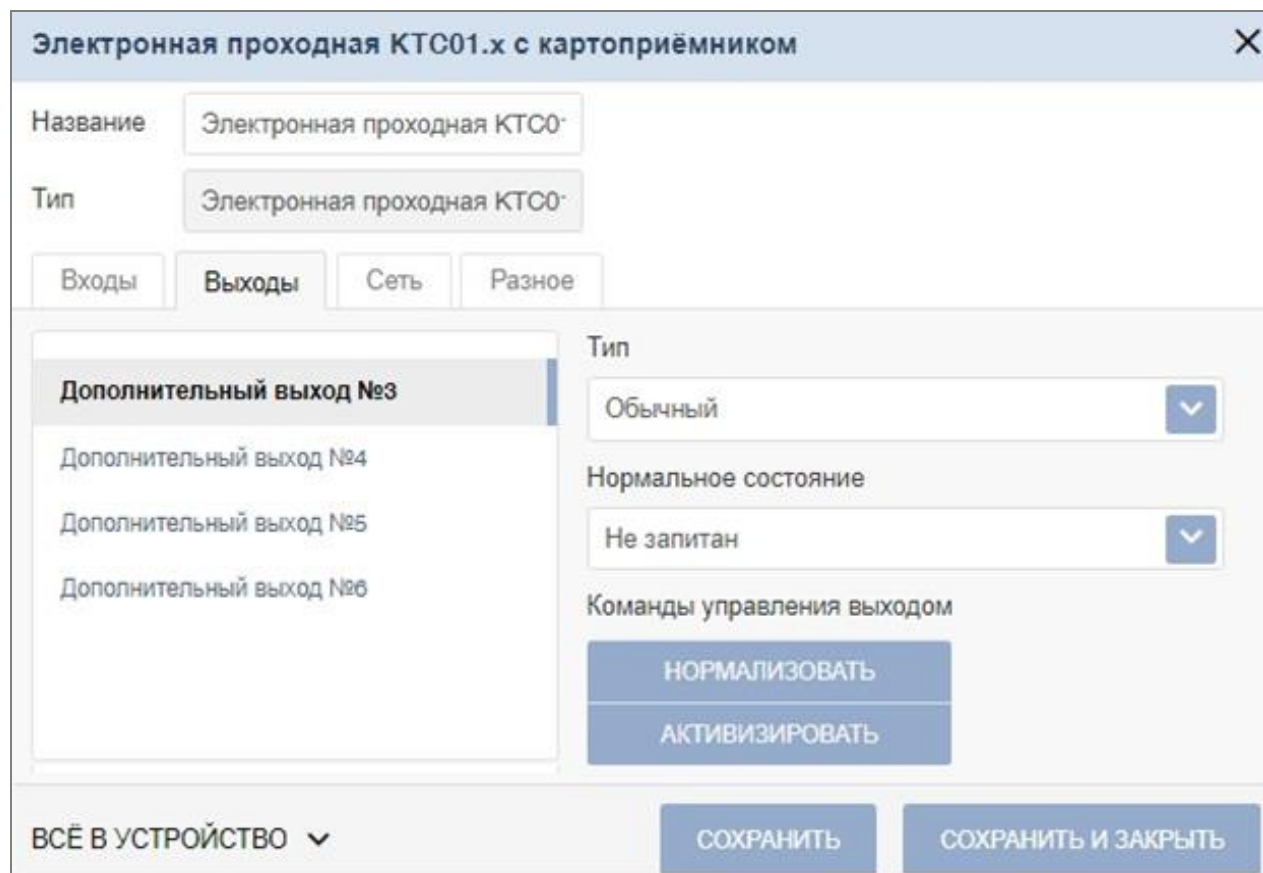 Электронная проходная КТС01.x с картоприёмником
Название
Электронная проходная КТС0
Тип
Электронная проходная КТС0
Входы
Выходы
Сеть
Разное
Дополнительный выход №3
Дополнительный выход №4
Дополнительный выход №5
Дополнительный выход №6
Тип
Обычный
Нормальное состояние
Не запитан
Команды управления выходом
НОРМАЛИЗОВАТЬ
АКТИВИЗИРОВАТЬ
ВСЁ В УСТРОЙСТВО
СОХРАНИТЬ
СОХРАНИТЬ И ЗАКРЫТЬ